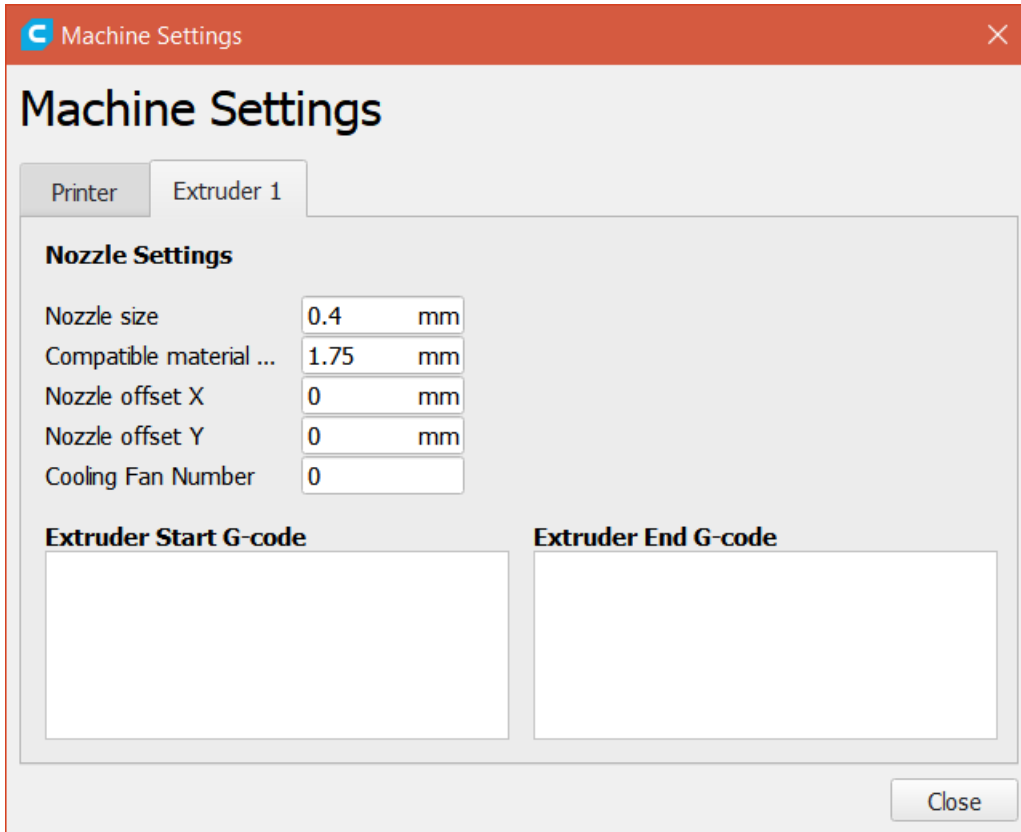 Machine Settings
Machine Settings
Printer
Extruder 1
Nozzle Settings
Nozzle size 0.4 mm
Compatible material ... 1.75 mm
Nozzle offset X 0 mm
Nozzle offset Y 0 mm
Cooling Fan Number 0
Extruder Start G-code
Extruder End G-code
Close